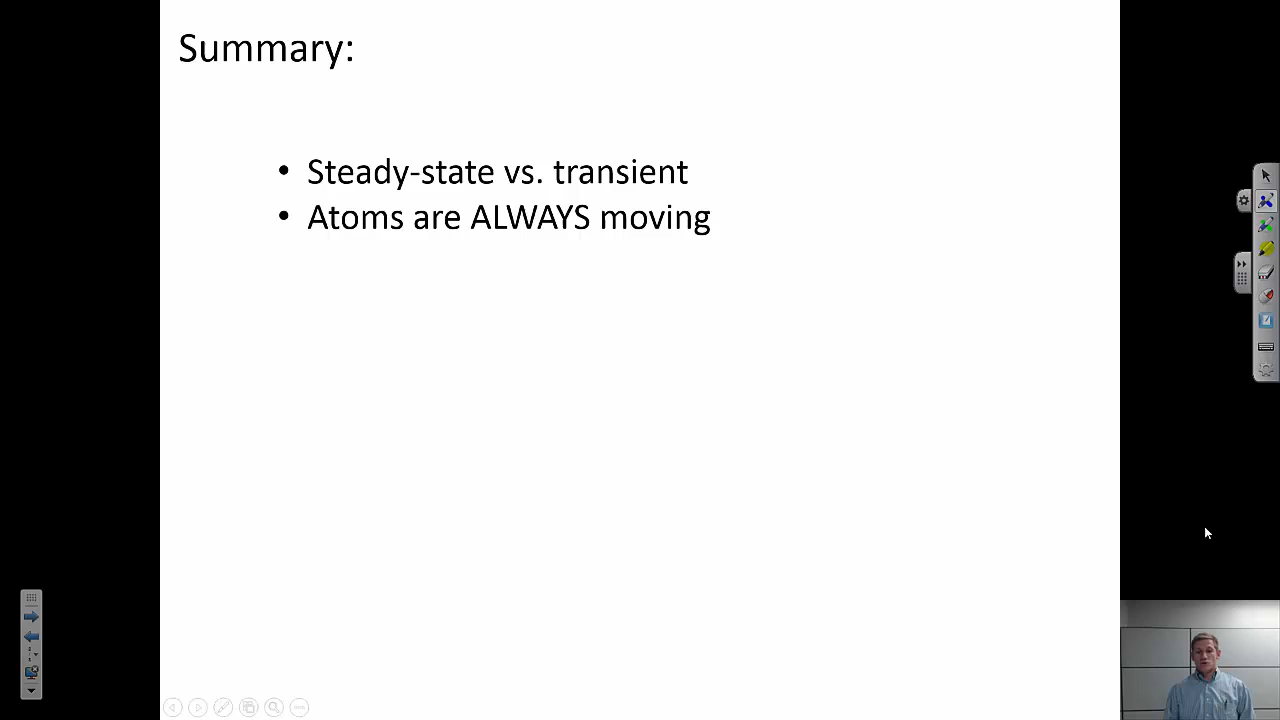 Summary:
• Steady-state vs. transient
• Atoms are ALWAYS moving